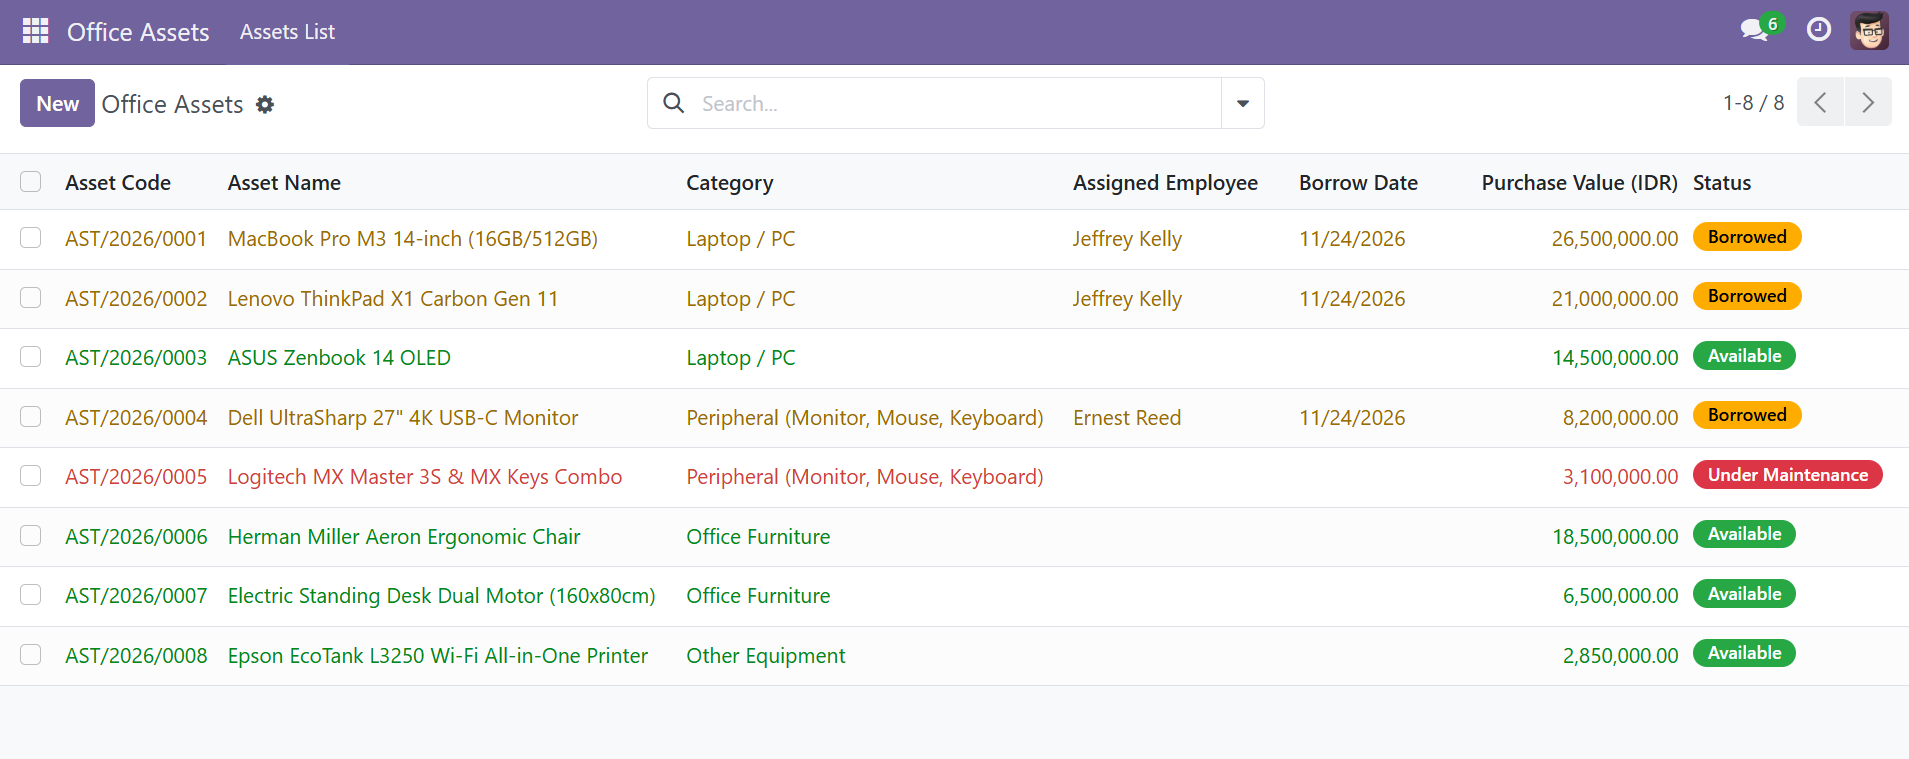 Office Assets Assets List 6
New Office Assets Search... 1-8 / 8
Asset Code Asset Name Category Assigned Employee Borrow Date Purchase Value (IDR) Status
AST/2026/0001 MacBook Pro M3 14-inch (16GB/512GB) Laptop / PC Jeffrey Kelly 11/24/2026 26,500,000.00 Borrowed
AST/2026/0002 Lenovo ThinkPad X1 Carbon Gen 11 Laptop / PC Jeffrey Kelly 11/24/2026 21,000,000.00 Borrowed
AST/2026/0003 ASUS Zenbook 14 OLED Laptop / PC 14,500,000.00 Available
AST/2026/0004 Dell UltraSharp 27" 4K USB-C Monitor Peripheral (Monitor, Mouse, Keyboard) Ernest Reed 11/24/2026 8,200,000.00 Borrowed
AST/2026/0005 Logitech MX Master 3S & MX Keys Combo Peripheral (Monitor, Mouse, Keyboard) 3,100,000.00 Under Maintenance
AST/2026/0006 Herman Miller Aeron Ergonomic Chair Office Furniture 18,500,000.00 Available
AST/2026/0007 Electric Standing Desk Dual Motor (160x80cm) Office Furniture 6,500,000.00 Available
AST/2026/0008 Epson EcoTank L3250 Wi-Fi All-in-One Printer Other Equipment 2,850,000.00 Available